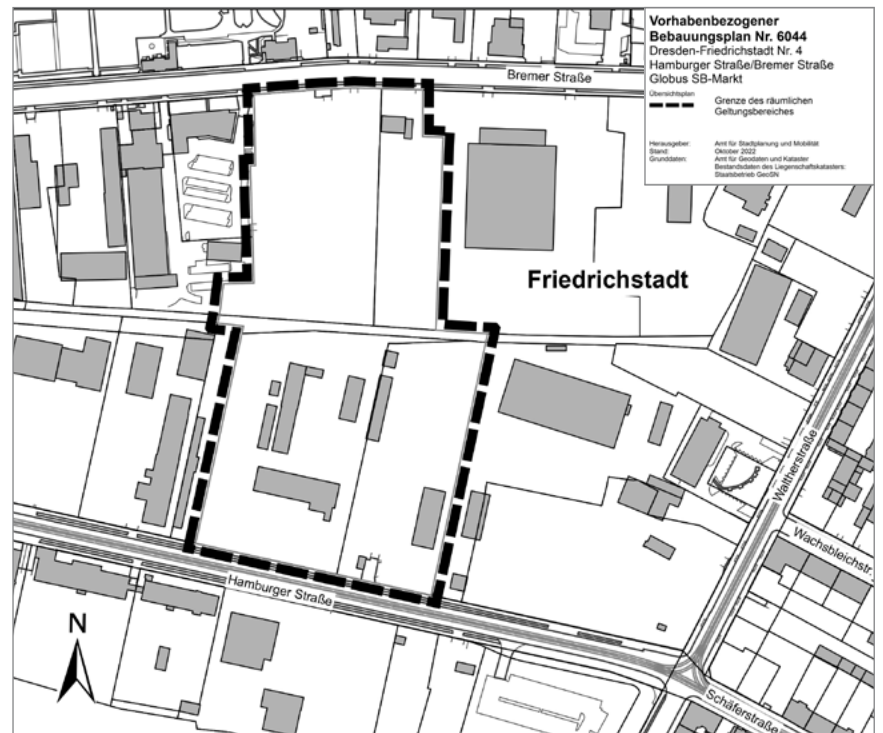 Vorhabenbezogener
Bebauungsplan Nr. 6044
Dresden-Friedrichstadt Nr. 4
Hamburger Straße/Bremer Straße
Globus SB-Markt
Übersichtsplan
Grenze des räumlichen
Geltungsbereiches
Herausgeber: Amt für Stadtplanung und Mobilität
Stand: Oktober 2022
Grunddaten: Amt für Geodaten und Kataster
Bestandsdaten des Liegenschaftskatasters:
Staatsbetrieb GeoSN
Bremer Straße
Friedrichstadt
Waltherstraße
Wachsbleichstr.
Hamburger Straße
N
Schäferstraße